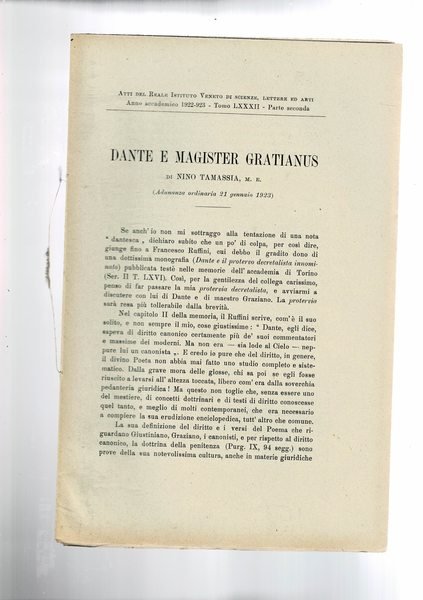 Atti del Reale Istituto Veneto di scienze, lettere ed arti
Anno accademico 1922-923 - Tomo LXXXII - Parte seconda
DANTE E MAGISTER GRATIANUS
di NINO TAMASSIA, m. e.
(Adunanza ordinaria 21 gennaio 1923)
Se anch'io non mi sottraggo alla tentazione di una nota
" dantesca „ dichiaro subito che un po' di colpa, per così dire,
giunge fino a Francesco Ruffini, cui debbo il gradito dono di
una dottissima monografia (Dante e il protervo decretalista innomi-
nato) pubblicata testè nelle memorie dell'accademia di Torino
(Ser. II T. LXVI). Così, per la gentilezza del collega carissimo,
penso di far passare la mia protervia decretalista, e avviarmi a
discutere con lui di Dante e di maestro Graziano. La protervia
sarà resa più tollerabile dalla brevità.
Nel capitolo II della memoria, il Ruffini scrive, com'è il suo
solito, e non sempre il mio, cose giustissime: " Dante, egli dice,
sapeva di diritto canonico certamente più de' suoi commentatori
e massime dei moderni. Ma non era — sia lode al Cielo — nep-
pure lui un canonista „. E credo io pure che del diritto, in genere,
il divino Poeta non abbia mai fatto uno studio completo e siste-
matico. Dalla grave mora delle glosse, chi sa poi se egli fosse
riuscito a levarsi all'altezza toccata, libero com'era dalla soverchia
pedanteria giuridica! Ma questo non toglie che, senza essere uno
del mestiere, di concetti dottrinari e di testi di diritto conoscesse
quel tanto, e meglio di molti contemporanei, che era necessario
a compiere la sua erudizione enciclopedica, tutt'altro che comune.
La sua definizione del diritto e i versi del Poema che ri-
guardano Giustiniano, Graziano, i canonisti, e per rispetto al diritto
canonico, la dottrina della penitenza (Purg. IX, 94 segg.) sono
prove della sua notevolissima cultura, anche in materie giuridiche